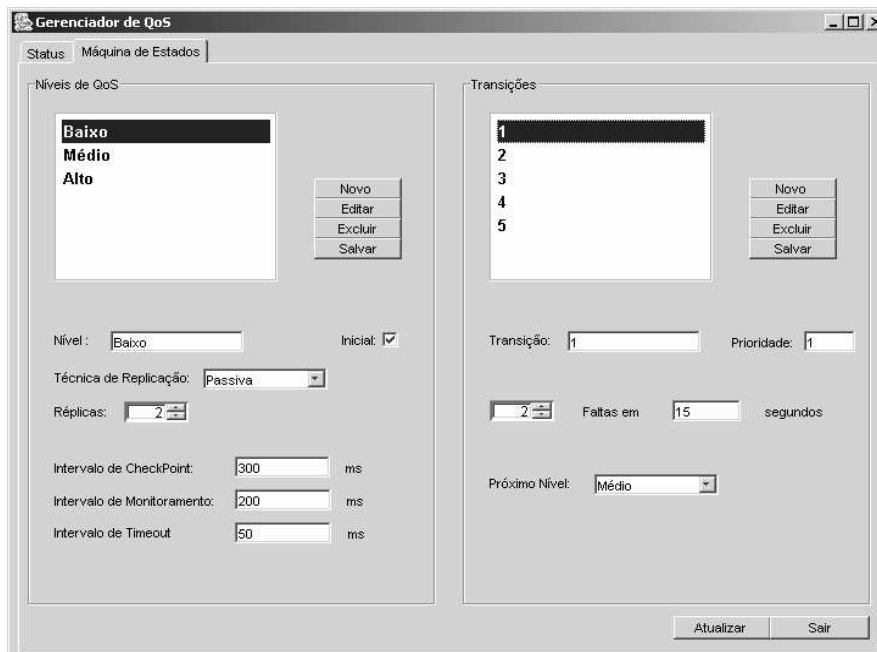 Gerenciador de QoS
Status Máquina de Estados
Níveis de QoS
Baixo
Médio
Alto
Novo
Editar
Excluir
Salvar
Nível : Baixo Inicial:
Técnica de Replicação: Passiva
Réplicas: 2
Intervalo de CheckPoint: 300 ms
Intervalo de Monitoramento: 200 ms
Intervalo de Timeout 50 ms
Transições
1
2
3
4
5
Novo
Editar
Excluir
Salvar
Transição: 1 Prioridade: 1
2 Faltas em 15 segundos
Próximo Nível: Médio
Atualizar Sair